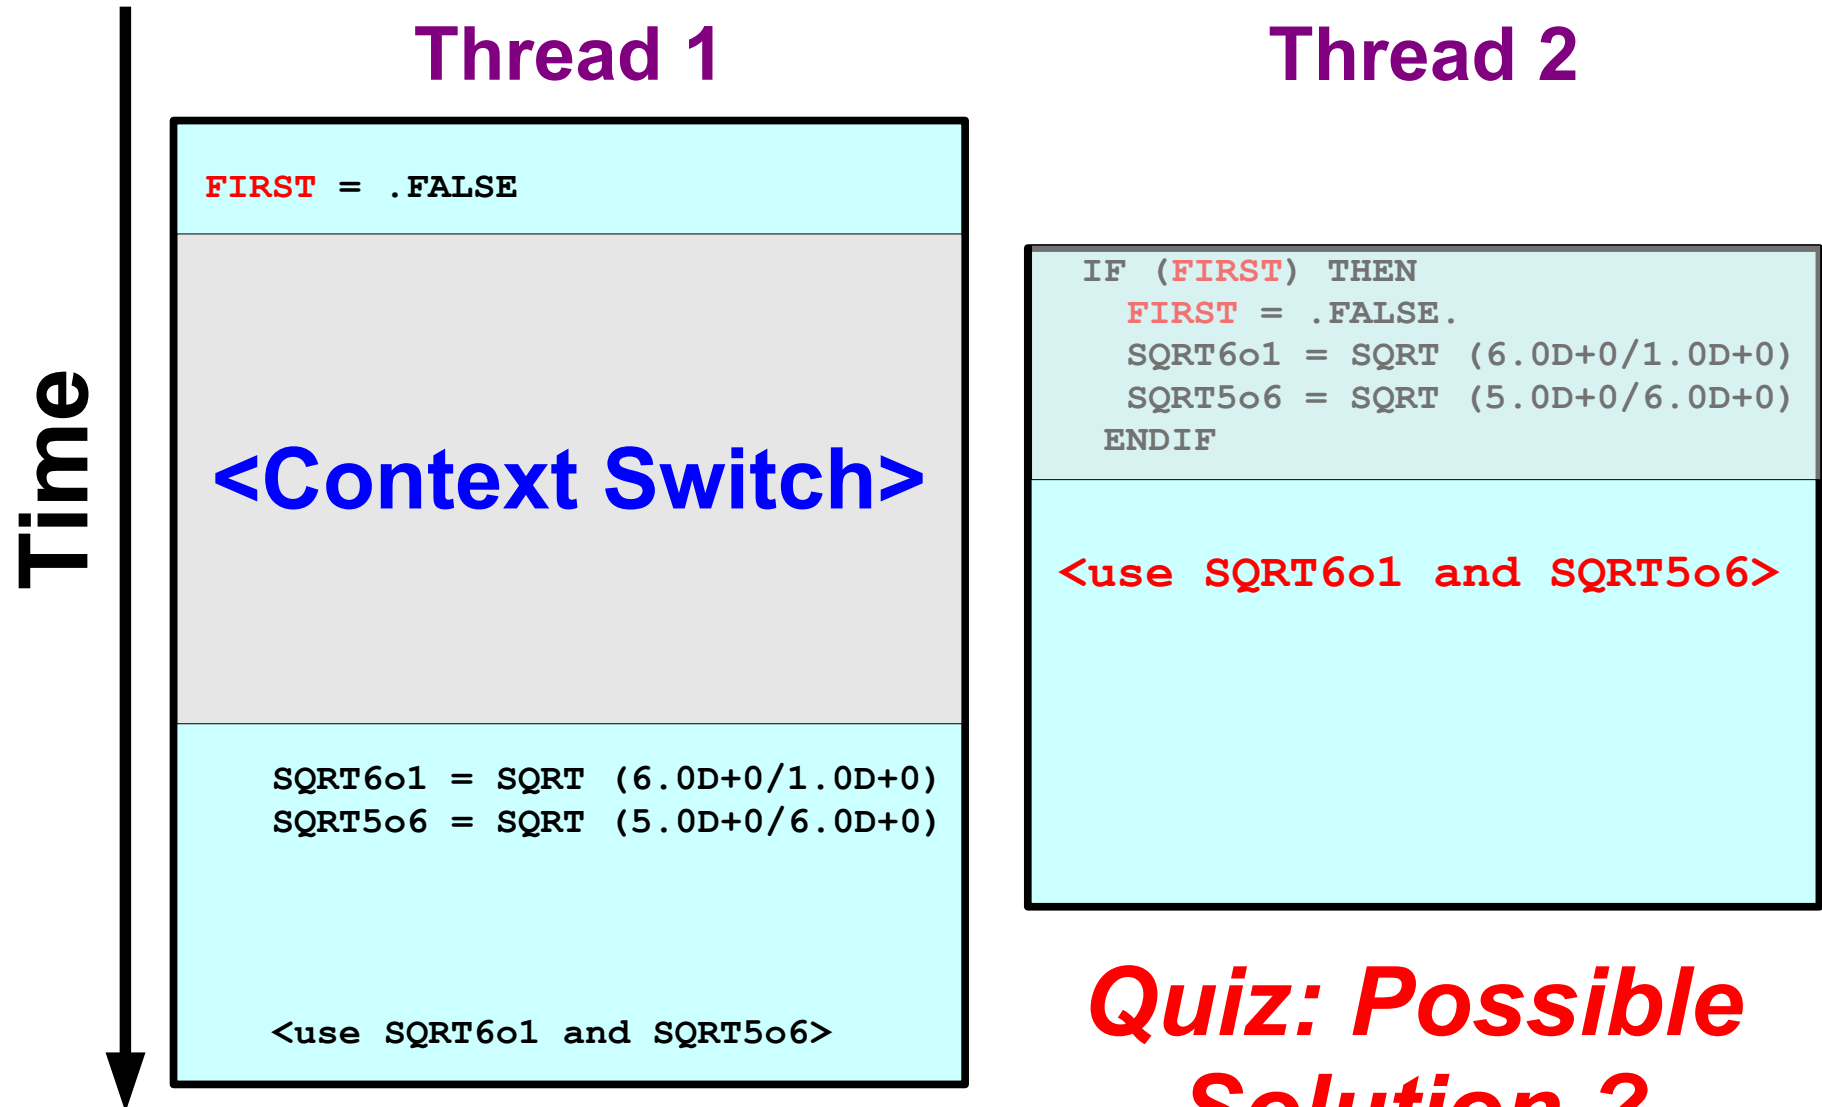 Time
Thread 1
FIRST = .FALSE
<Context Switch>
SQRT6o1 = SQRT (6.0D+0/1.0D+0)
SQRT5o6 = SQRT (5.0D+0/6.0D+0)
<use SQRT6o1 and SQRT5o6>
Thread 2
IF (FIRST) THEN
FIRST = .FALSE.
SQRT6o1 = SQRT (6.0D+0/1.0D+0)
SQRT5o6 = SQRT (5.0D+0/6.0D+0)
ENDIF
<use SQRT6o1 and SQRT5o6>
Quiz: Possible
Solution ?